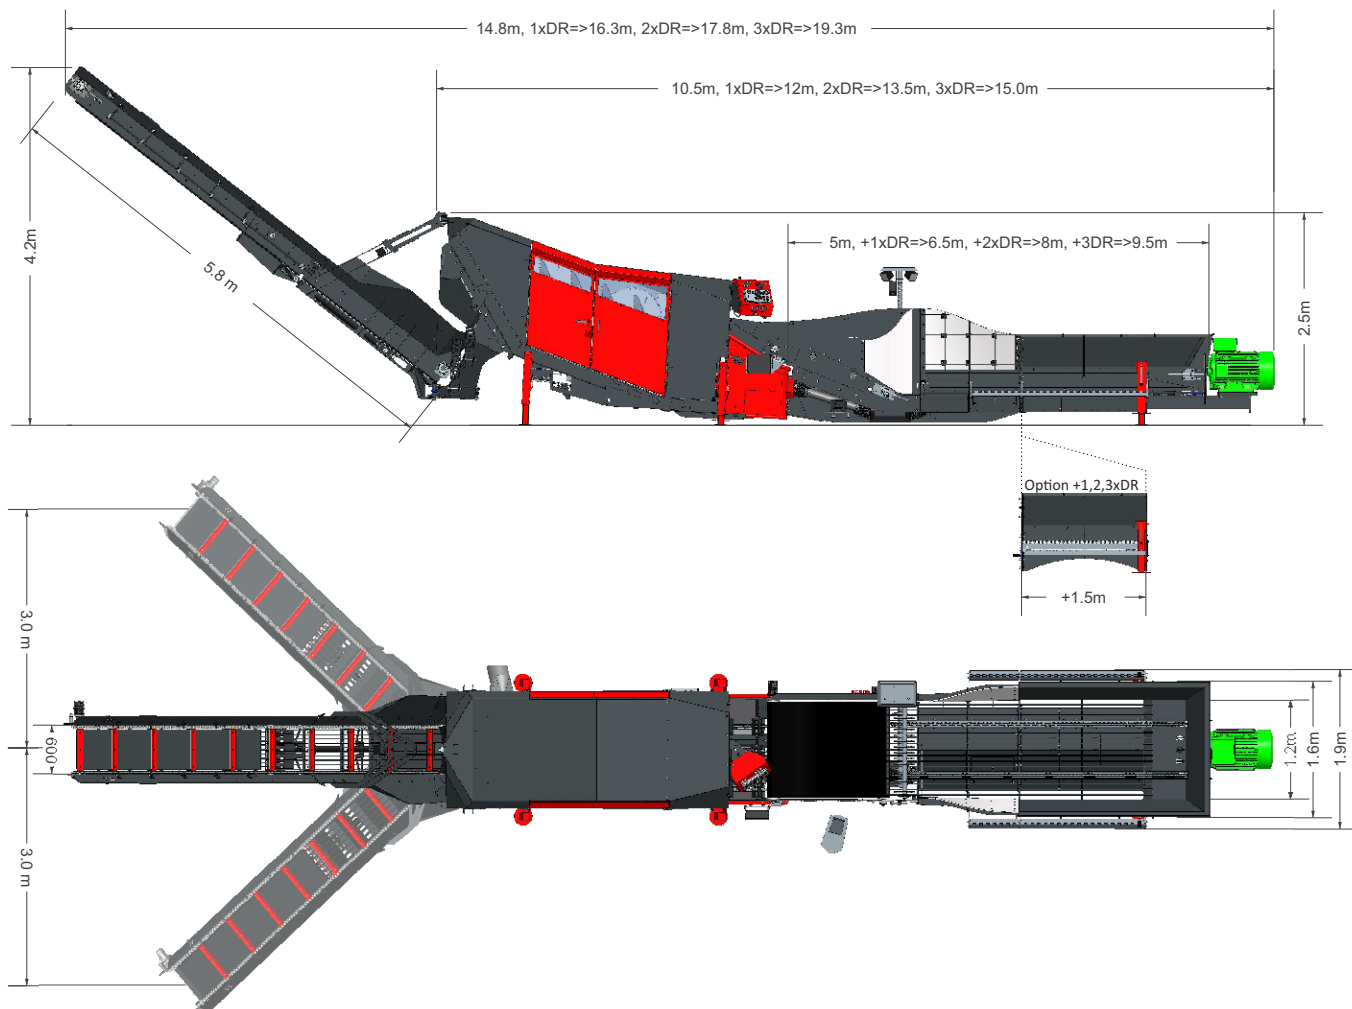 14.8m, 1xDR=>16.3m, 2xDR=>17.8m, 3xDR=>19.3m
10.5m, 1xDR=>12m, 2xDR=>13.5m, 3xDR=>15.0m
4.2m
5.8 m
5m, +1xDR=>6.5m, +2xDR=>8m, +3DR=>9.5m
2.5m
Option +1,2,3xDR
+1.5m
3.0 m
600
3.0 m
1.2m
1.6m
1.9m